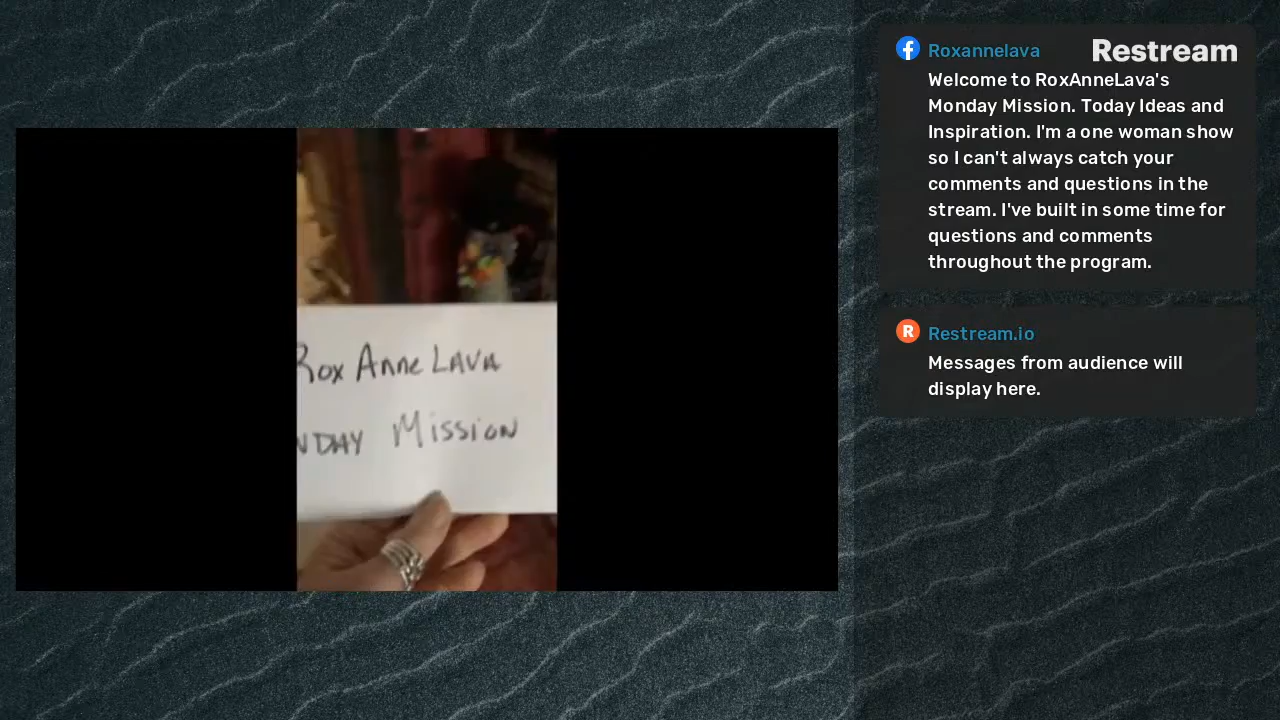 Rox Anne LAVA
NDAY Mission
Roxannelava
Restream
Welcome to RoxAnneLava's
Monday Mission. Today Ideas and
Inspiration. I'm a one woman show
so I can't always catch your
comments and questions in the
stream. I've built in some time for
questions and comments
throughout the program.
Restream.io
Messages from audience will
display here.